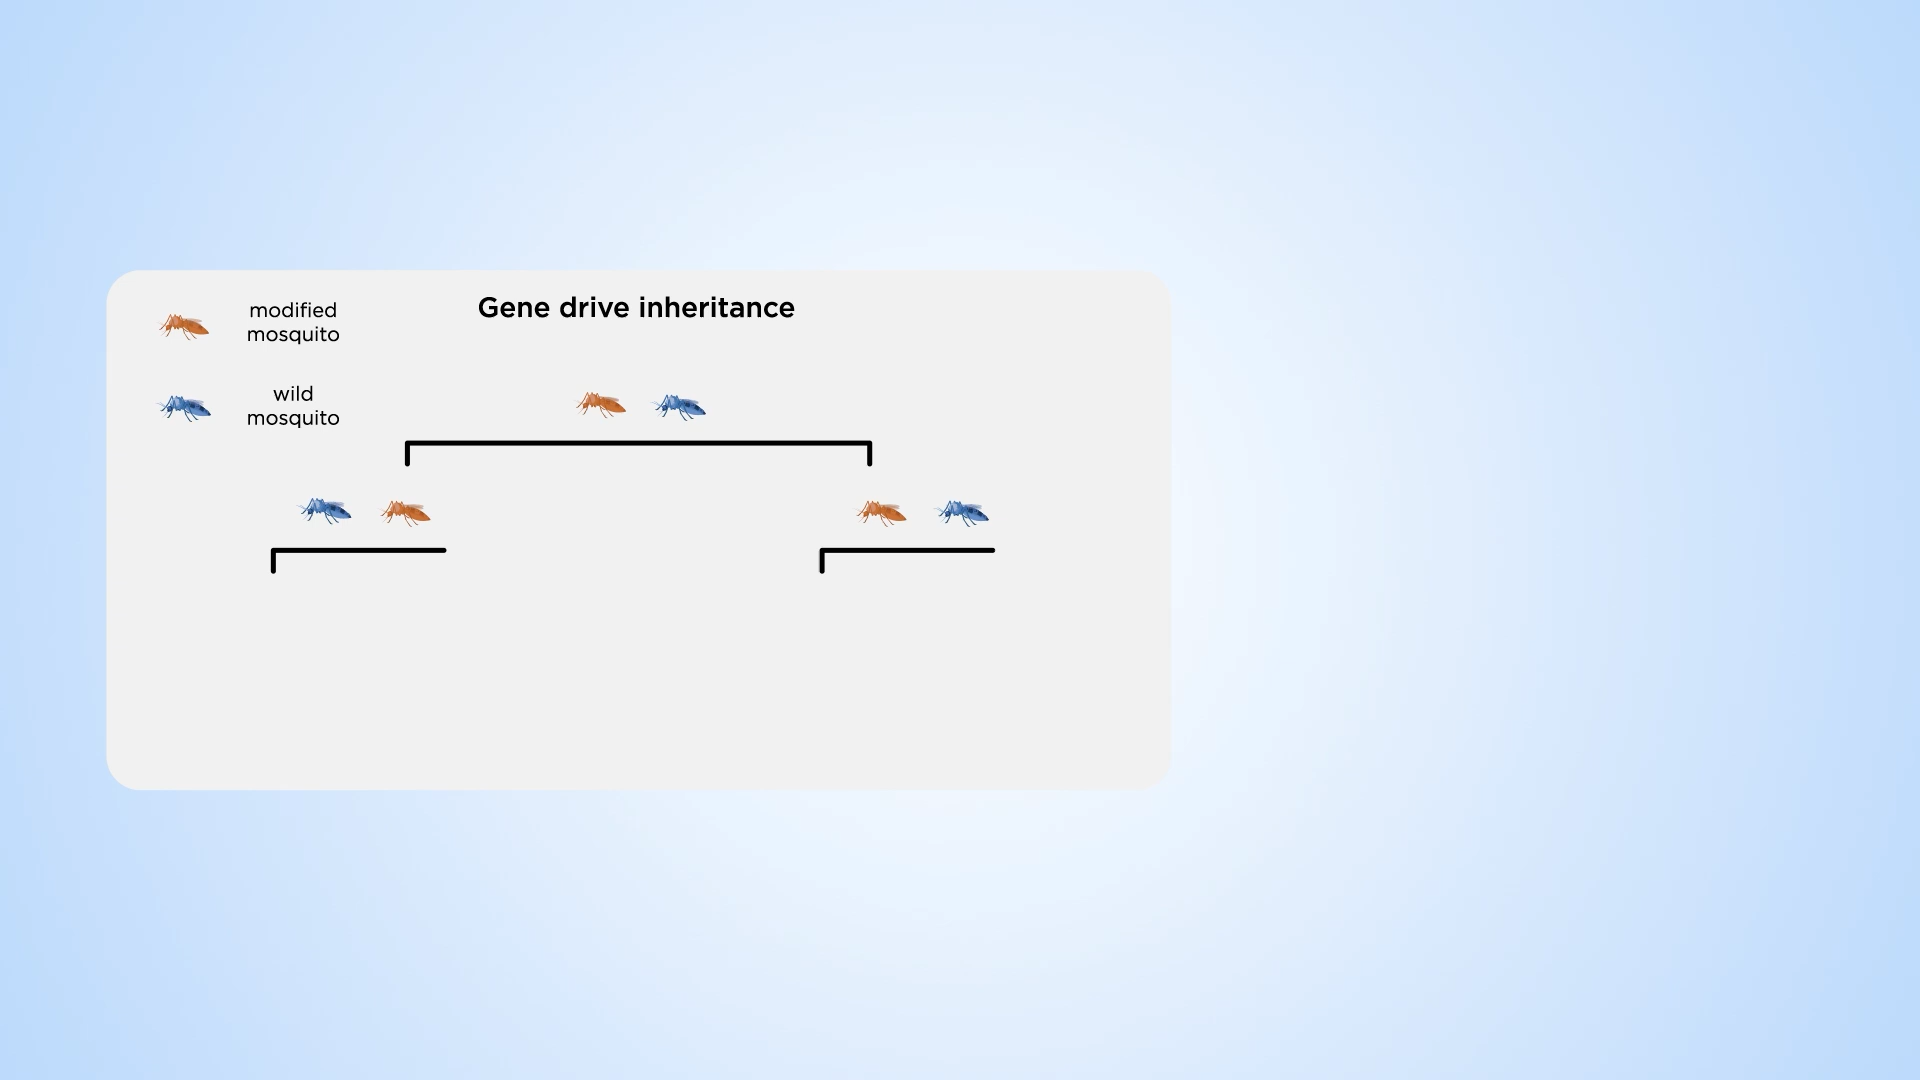 modified
mosquito
Gene drive inheritance
wild
mosquito